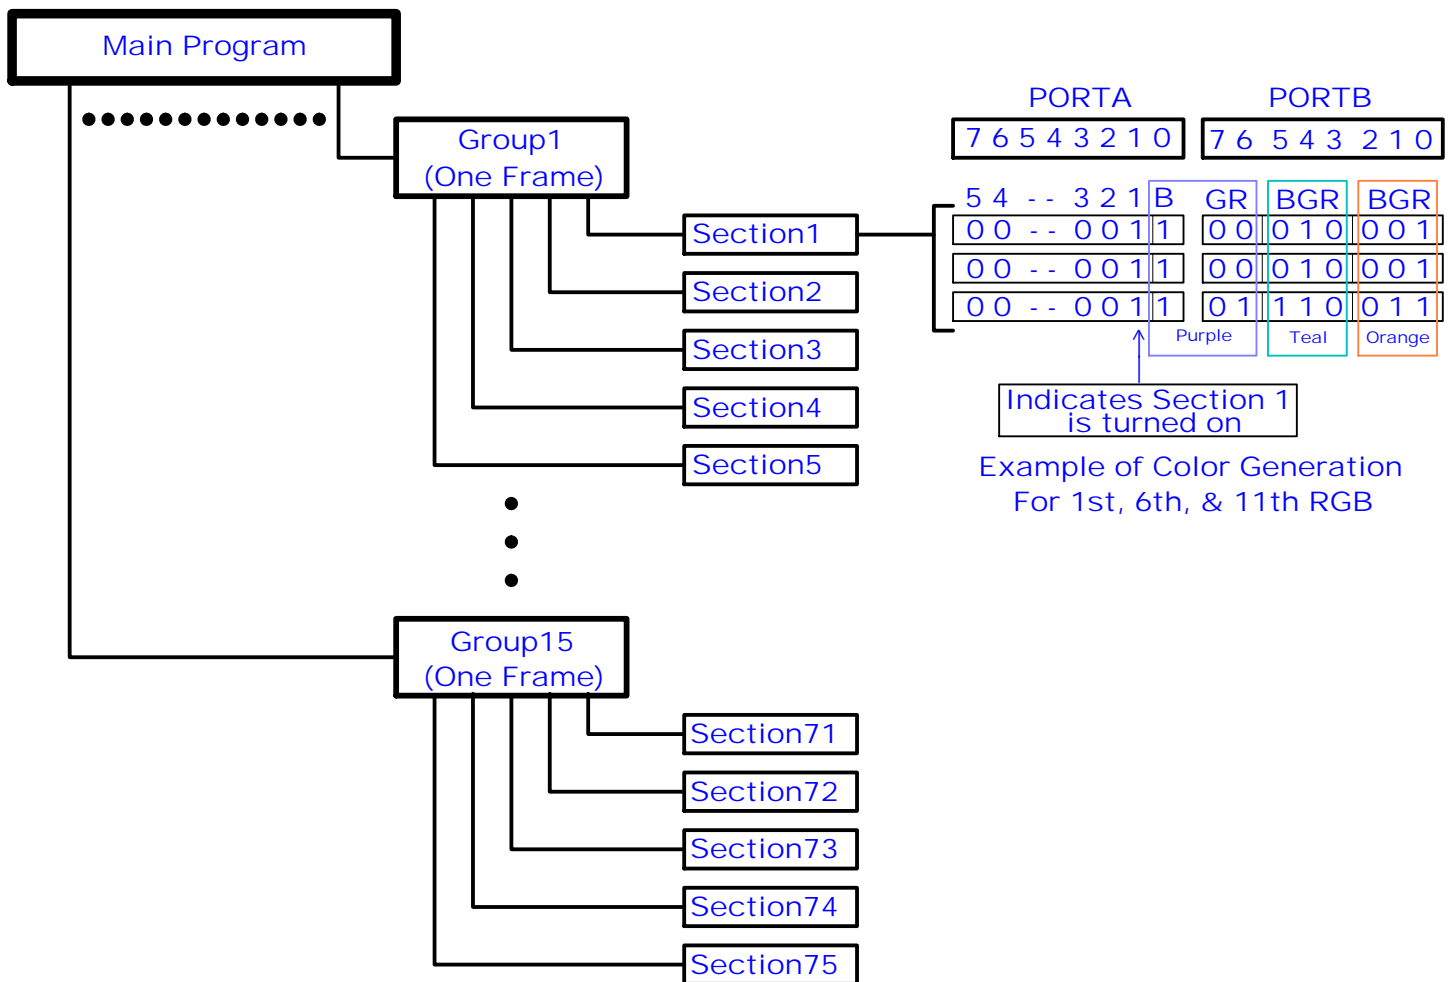 Main Program
Group1
(One Frame)
Section1
Section2
Section3
Section4
Section5
PORTA PORTB
7 6 5 4 3 2 1 0 7 6 5 4 3 2 1 0
5 4 - - 3 2 1 B GR BGR BGR
0 0 - - 0 0 1 1 0 0 0 1 0 0 0 1
0 0 - - 0 0 1 1 0 0 0 1 0 0 0 1
0 0 - - 0 0 1 1 0 1 1 1 0 0 1 1
Purple Teal Orange
Indicates Section 1
is turned on
Example of Color Generation
For 1st, 6th, & 11th RGB
Group15
(One Frame)
Section71
Section72
Section73
Section74
Section75